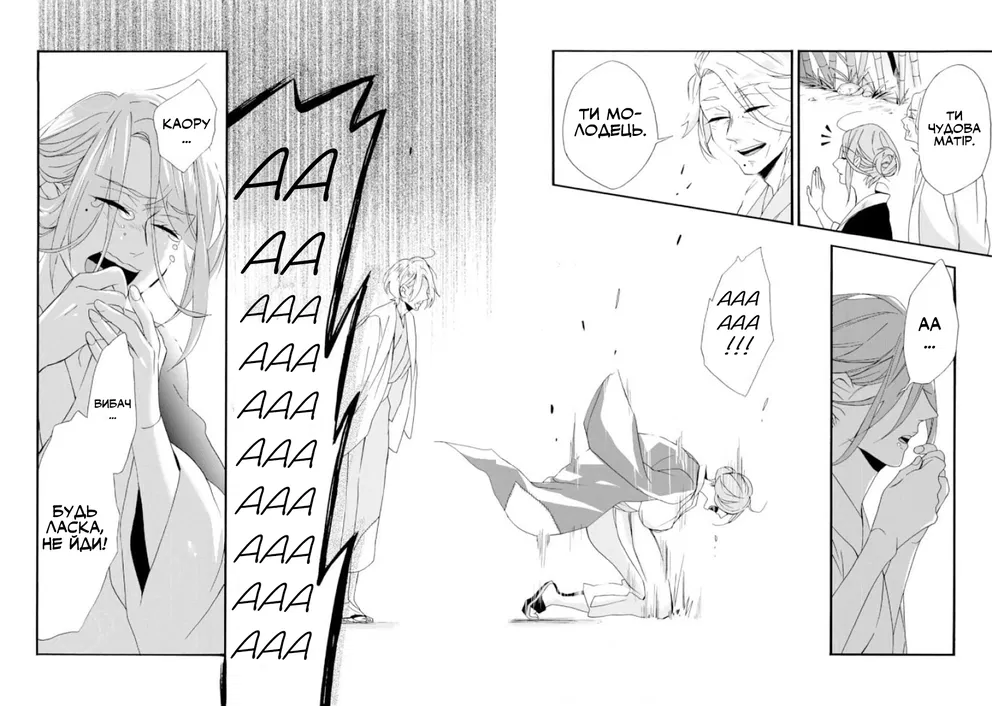 ТИ
ЧУДОВА
МАТІР.
ТИ МО-
ЛОДЕЦЬ.
АА
...
ААА
ААА
!!!
АА
АА
ААА
ААА
ААА
ААА
ААА
ААА
ААА
ААА
КАОРУ
...
ВИБАЧ
...
БУДЬ
ЛАСКА,
НЕ ЙДИ!